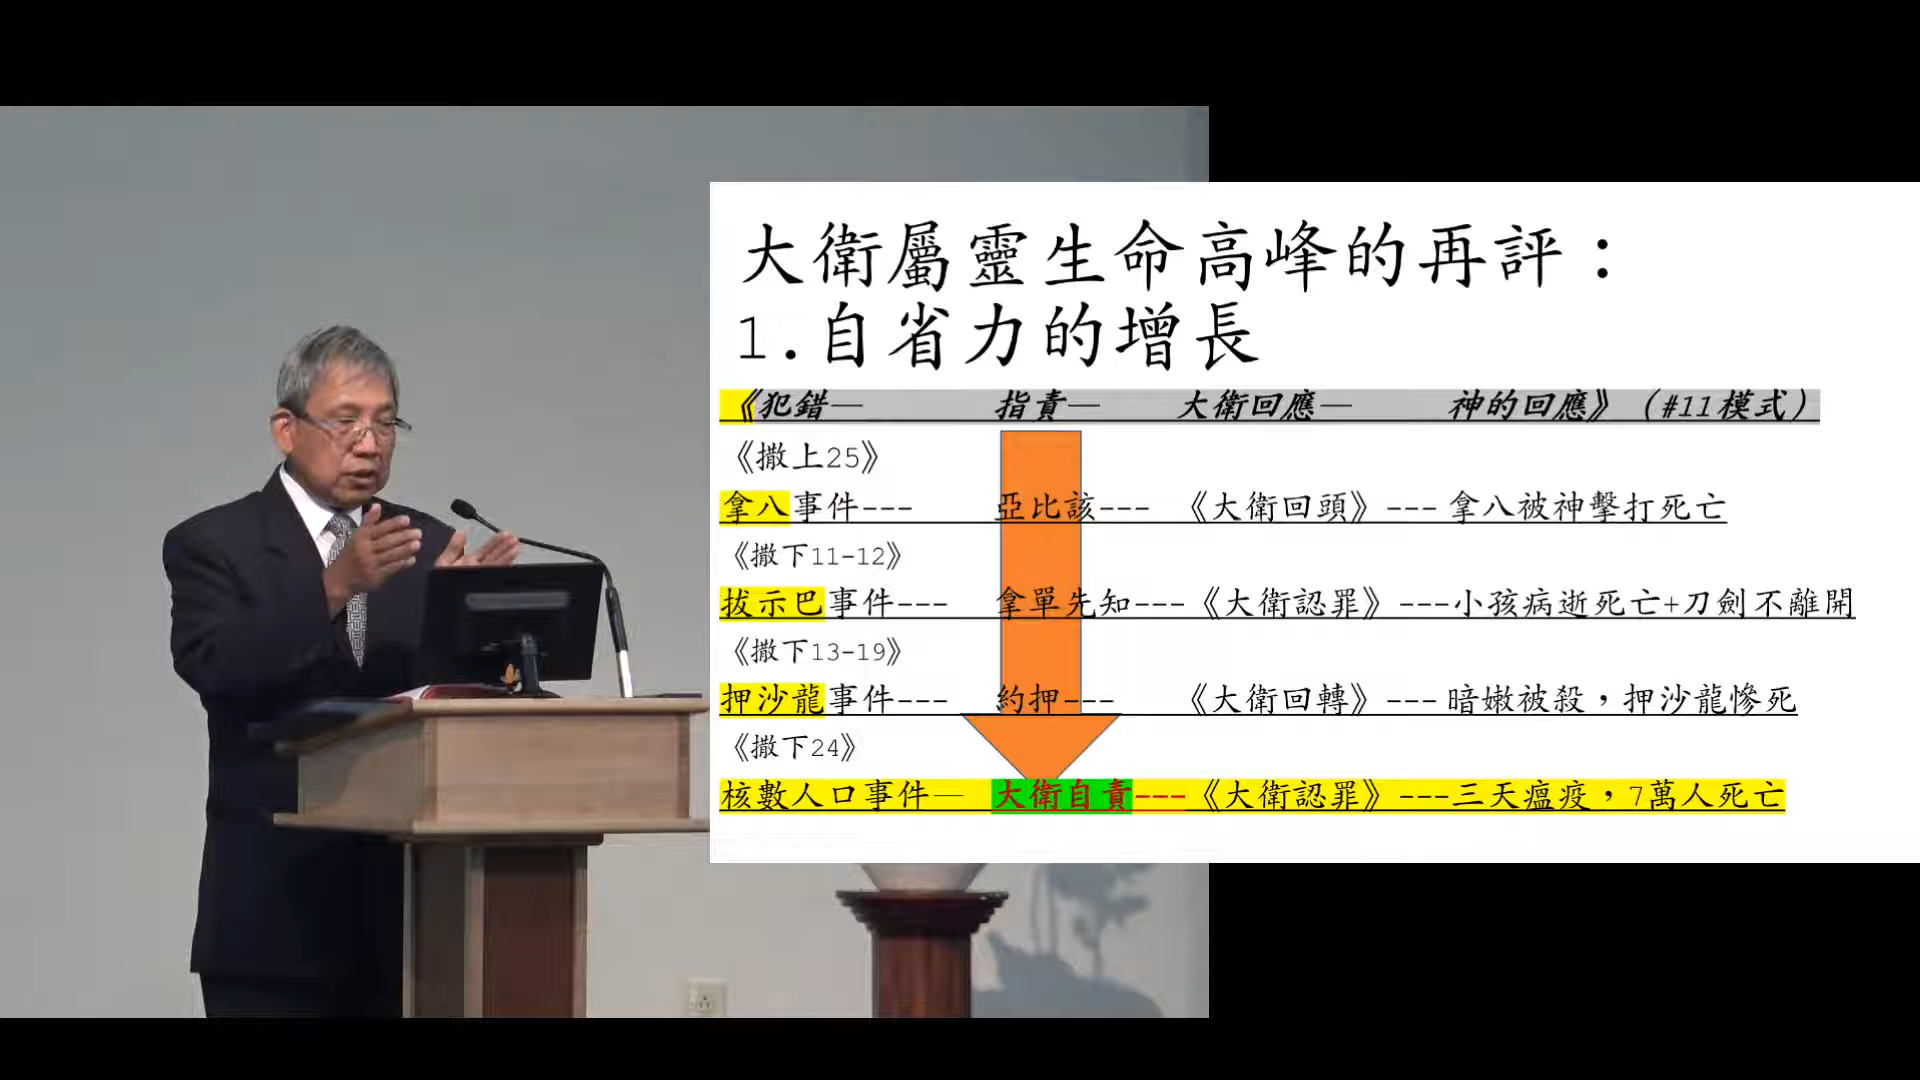 大衛屬靈生命高峰的再評：
1.自省力的增長
《犯錯— 指責— 大衛回應— 神的回應》（#11模式）
《撒上25》
拿八事件--- 亞比該--- 《大衛回頭》--- 拿八被神擊打死亡
《撒下11-12》
拔示巴事件--- 拿單先知---《大衛認罪》---小孩病逝死亡+刀劍不離開
《撒下13-19》
押沙龍事件--- 約押--- 《大衛回轉》--- 暗嫩被殺，押沙龍慘死
《撒下24》
核數人口事件— 大衛自責---《大衛認罪》---三天瘟疫，7萬人死亡